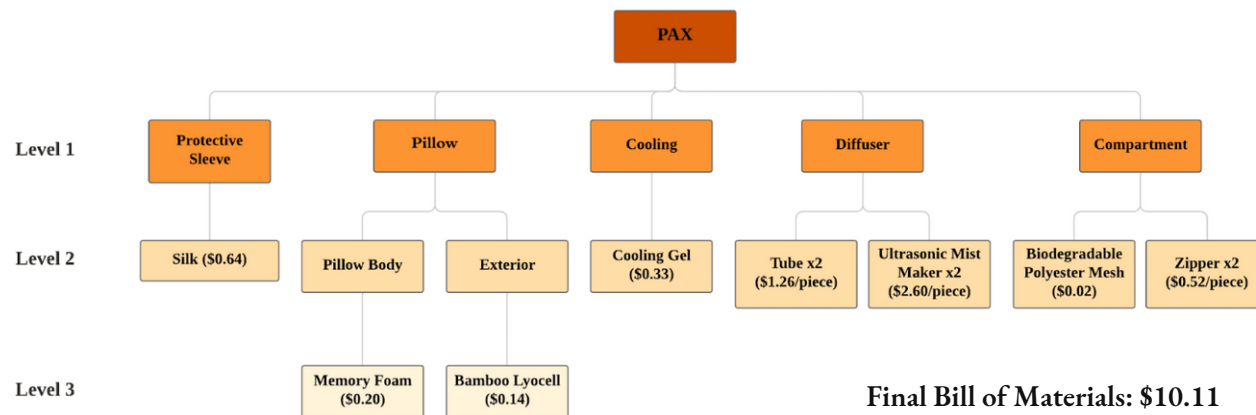 PAX
Level 1
Protective
Sleeve
Pillow
Cooling
Diffuser
Compartment
Level 2
Silk ($0.64)
Pillow Body
Exterior
Cooling Gel
($0.33)
Tube x2
($1.26/piece)
Ultrasonic Mist
Maker x2
($2.60/piece)
Biodegradable
Polyester Mesh
($0.02)
Zipper x2
($0.52/piece)
Level 3
Memory Foam
($0.20)
Bamboo Lyocell
($0.14)
Final Bill of Materials: $10.11